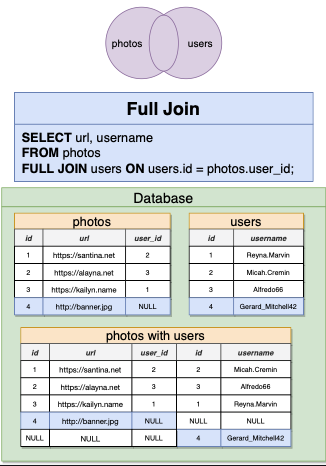 photos users
Full Join
SELECT url, username
FROM photos
FULL JOIN users ON users.id = photos.user_id;
Database
photos
id url user_id
1 https://santina.net 2
2 https://alayna.net 3
3 https://kailyn.name 1
4 http://banner.jpg NULL
users
id username
1 Reyna.Marvin
2 Micah.Cremin
3 Alfredo66
4 Gerard_Mitchell42
photos with users
id url user_id id username
1 https://santina.net 2 2 Micah.Cremin
2 https://alayna.net 3 3 Alfredo66
3 https://kailyn.name 1 1 Reyna.Marvin
4 http://banner.jpg NULL NULL NULL
NULL NULL NULL 4 Gerard_Mitchell42